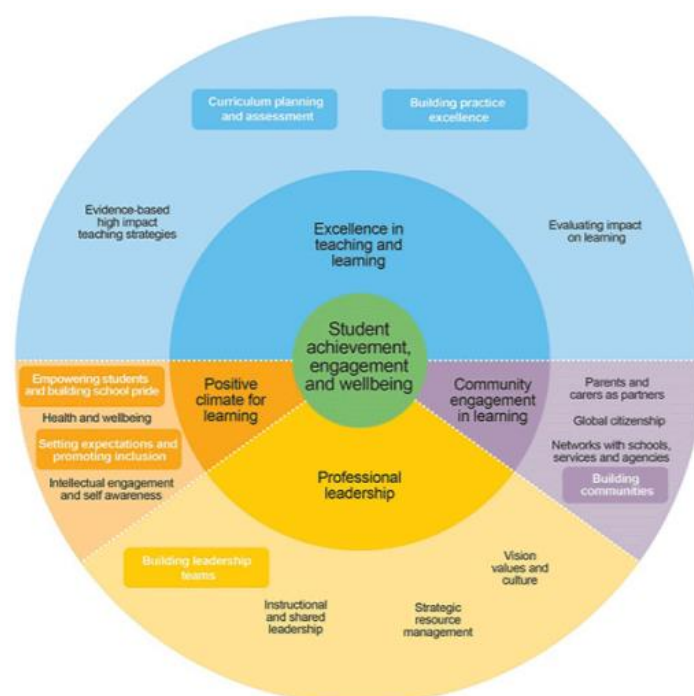 Curriculum planning
and assessment
Building practice
excellence
Evidence-based
high impact
teaching strategies
Excellence in
teaching and
learning
Evaluating impact
on learning
Student
achievement,
engagement
and wellbeing
Empowering students
and building school pride
Health and wellbeing
Setting expectations and
promoting inclusion
Intellectual engagement
and self awareness
Positive
climate for
learning
Community
engagement
in learning
Parents and
carers as partners
Global citizenship
Networks with schools,
services and agencies
Building
communities
Professional
leadership
Building leadership
teams
Instructional
and shared
leadership
Strategic
resource
management
Vision
values and
culture